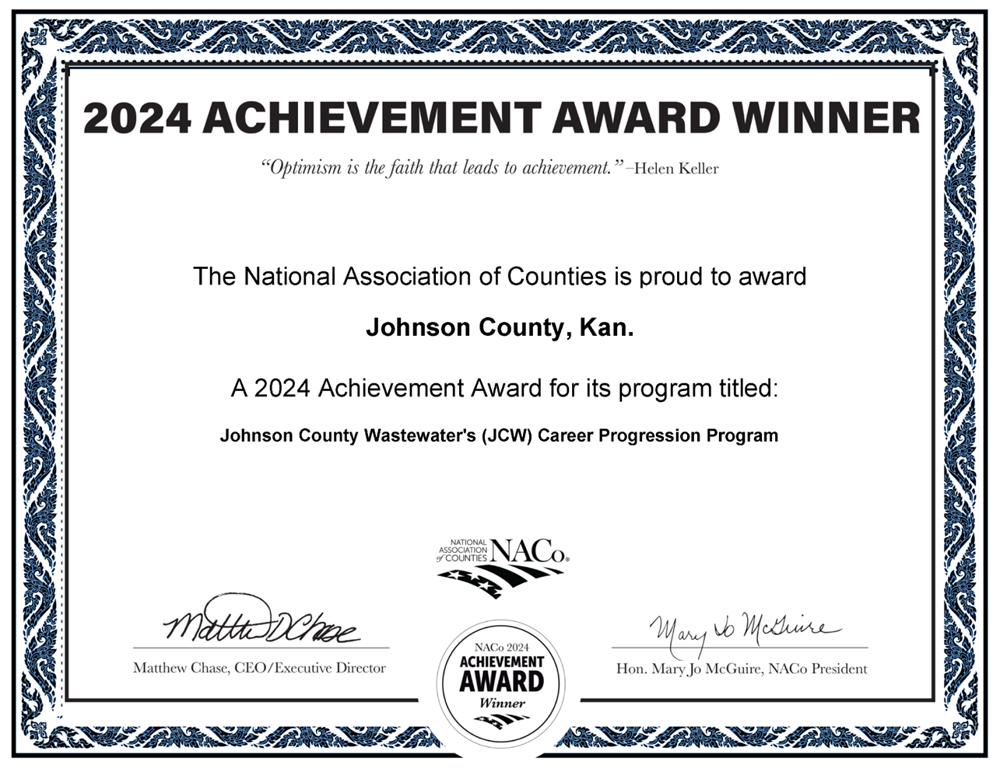 2024 ACHIEVEMENT AWARD WINNER
“Optimism is the faith that leads to achievement.” –Helen Keller
The National Association of Counties is proud to award
Johnson County, Kan.
A 2024 Achievement Award for its program titled:
Johnson County Wastewater's (JCW) Career Progression Program
NATIONAL
ASSOCIATION
of COUNTIES
NACo®
Matthew D Chase
Matthew Chase, CEO/Executive Director
Mary Jo McGuire
Hon. Mary Jo McGuire, NACo President
NACo 2024
ACHIEVEMENT
AWARD
Winner